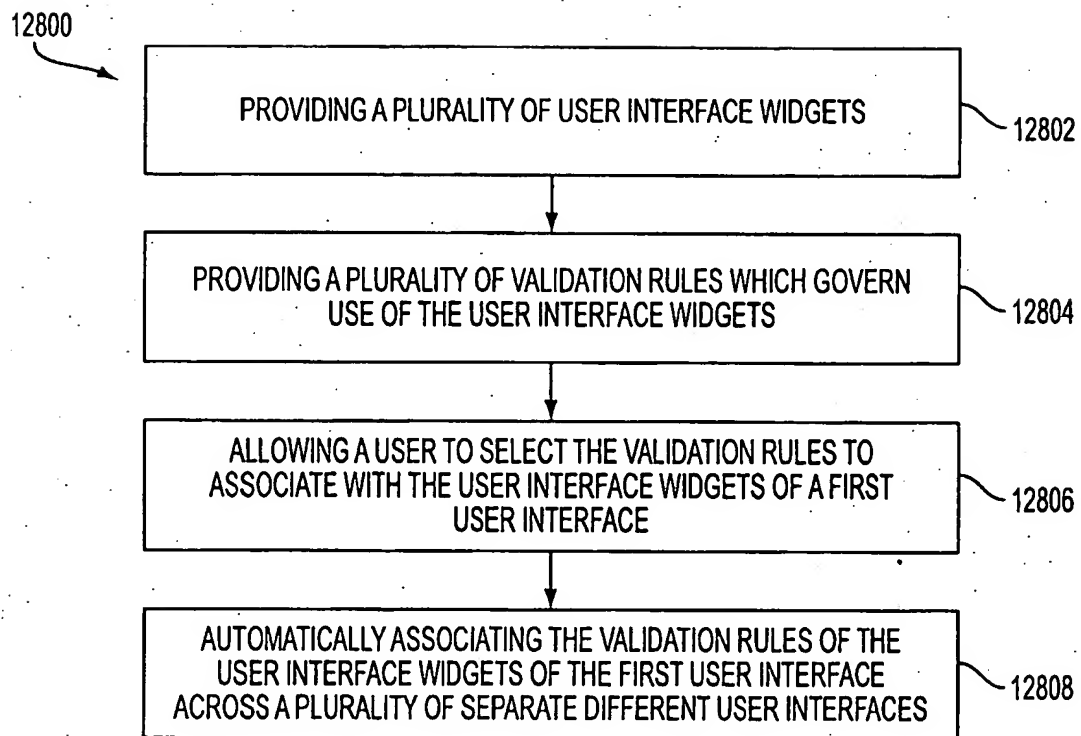 12800
PROVIDING A PLURALITY OF USER INTERFACE WIDGETS
12802
PROVIDING A PLURALITY OF VALIDATION RULES WHICH GOVERN
USE OF THE USER INTERFACE WIDGETS
12804
ALLOWING A USER TO SELECT THE VALIDATION RULES TO
ASSOCIATE WITH THE USER INTERFACE WIDGETS OF A FIRST
USER INTERFACE
12806
AUTOMATICALLY ASSOCIATING THE VALIDATION RULES OF THE
USER INTERFACE WIDGETS OF THE FIRST USER INTERFACE
ACROSS A PLURALITY OF SEPARATE DIFFERENT USER INTERFACES
12808